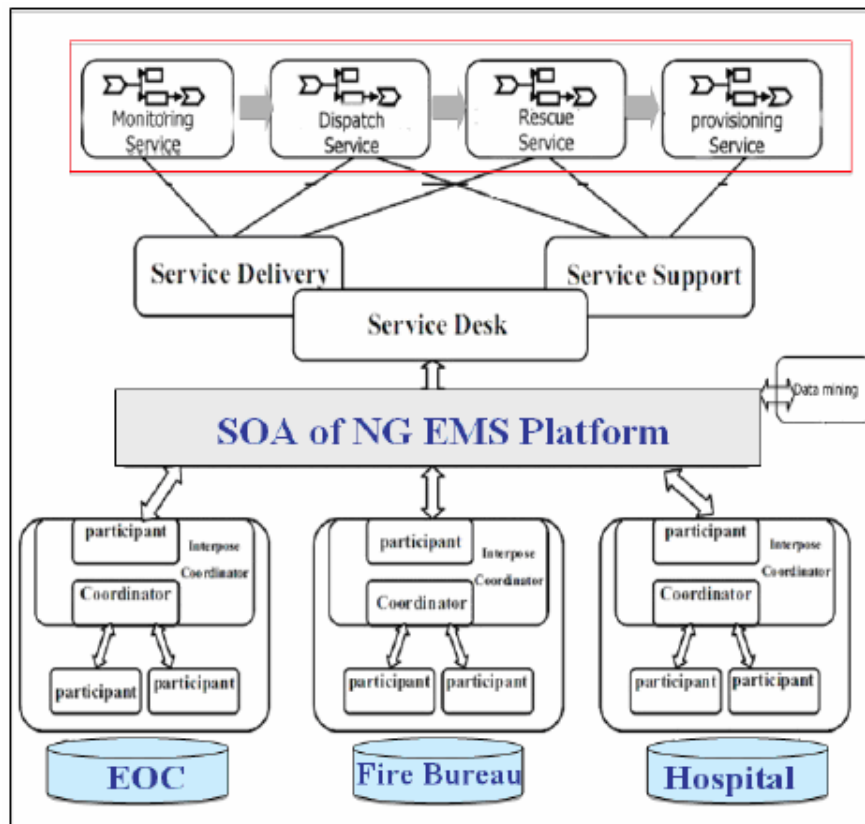 Monitoring
Service
Dispatch
Service
Rescue
Service
provisioning
Service
Service Delivery
Service Support
Service Desk
SOA of NG EMS Platform
Data mining
participant
Interpose
Coordinator
Coordinator
participant
participant
participant
Interpose
Coordinator
Coordinator
participant
participant
participant
Interpose
Coordinator
Coordinator
participant
participant
EOC
Fire Bureau
Hospital